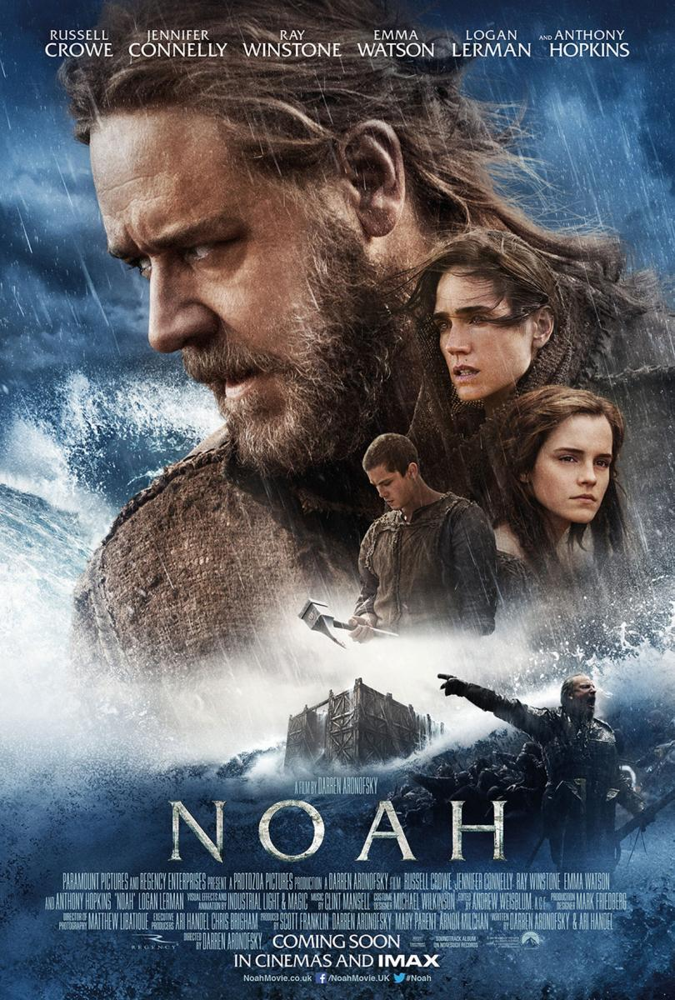 RUSSELL CROWE JENNIFER CONNELLY RAY WINSTONE EMMA WATSON LOGAN LERMAN AND ANTHONY HOPKINS
A FILM BY DARREN ARONOFSKY
NOAH
PARAMOUNT PICTURES AND REGENCY ENTERPRISES PRESENT A PROTOZOA PICTURES PRODUCTION A DARREN ARONOFSKY FILM RUSSELL CROWE JENNIFER CONNELLY RAY WINSTONE EMMA WATSON
AND ANTHONY HOPKINS "NOAH" LOGAN LERMAN VISUAL EFFECTS AND ANIMATION BY INDUSTRIAL LIGHT & MAGIC MUSIC BY CLINT MANSELL COSTUME DESIGNER MICHAEL WILKINSON EDITED BY ANDREW WEISBLUM A.C.E. PRODUCTION DESIGNER MARK FRIEDBERG
DIRECTOR OF PHOTOGRAPHY MATTHEW LIBATIQUE EXECUTIVE PRODUCERS ARI HANDEL CHRIS BRIGHAM PRODUCED BY SCOTT FRANKLIN DARREN ARONOFSKY MARY PARENT ARNON MILCHAN WRITTEN BY DARREN ARONOFSKY & ARI HANDEL
REGENCY DIRECTED BY DARREN ARONOFSKY COMING SOON SOUNDTRACK ALBUM ON NONESUCH RECORDS
IN CINEMAS AND IMAX
NoahMovie.co.uk f/NoahMovie.UK #Noah